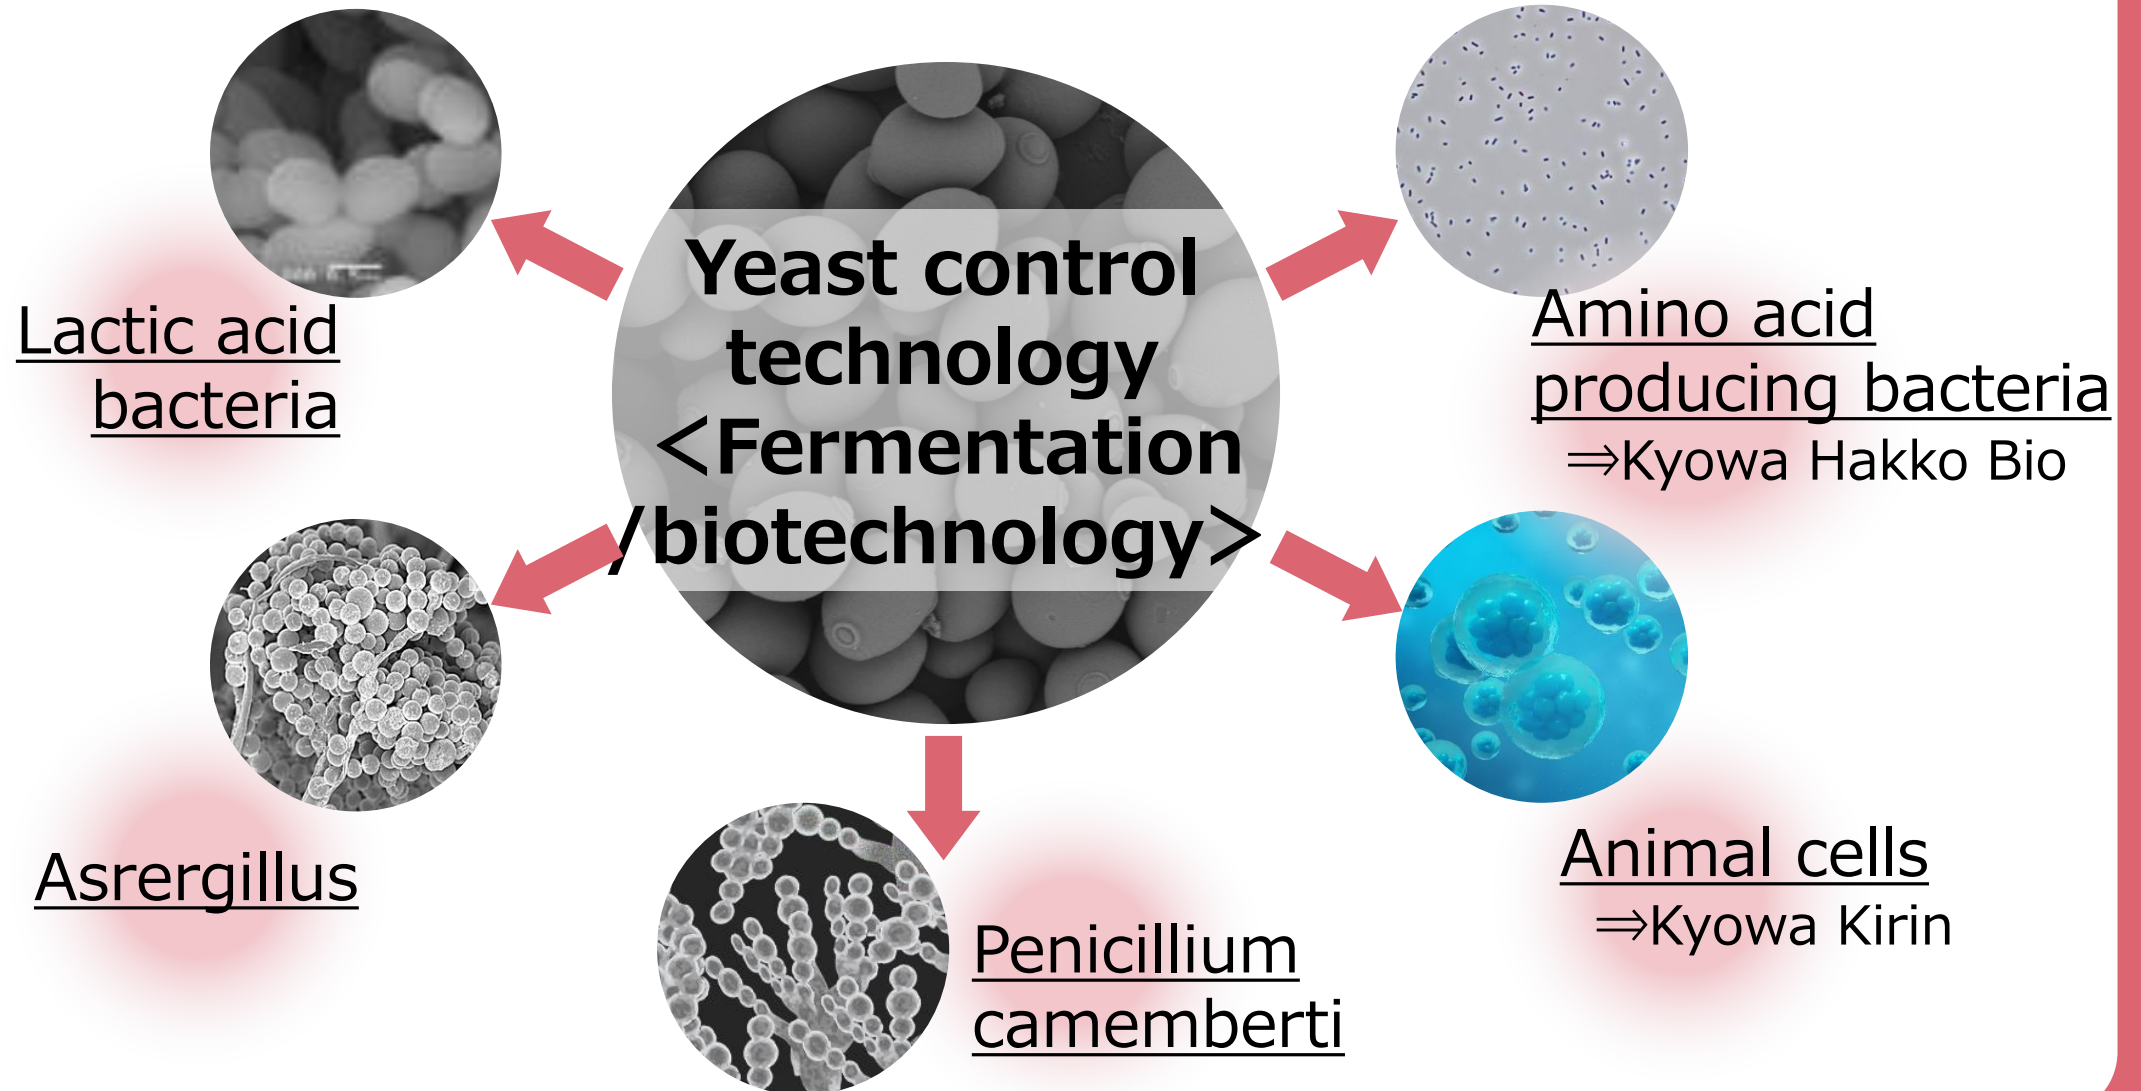 Yeast control
technology
<Fermentation
/biotechnology>
Lactic acid
bacteria
Amino acid
producing bacteria
⇒Kyowa Hakko Bio
Asrergillus
Animal cells
⇒Kyowa Kirin
Penicillium
camemberti